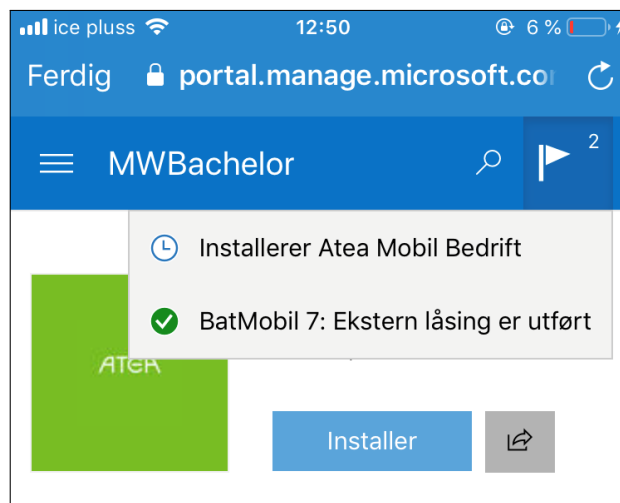 ice pluss 12:50 6 %
Ferdig portal.manage.microsoft.co
MWBachelor 2
Installerer Atea Mobil Bedrift
BatMobil 7: Ekstern låsing er utført
ATEA
Installer